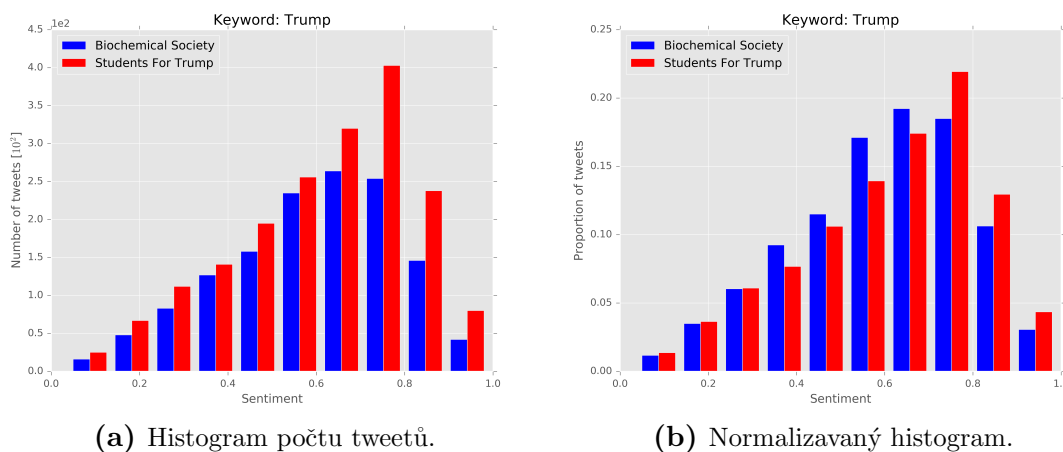 Keyword: Trump
1e2
Biochemical Society
Students For Trump
Number of tweets [10²]
4.5
4.0
3.5
3.0
2.5
2.0
1.5
1.0
0.5
0.0
0.0 0.2 0.4 0.6 0.8 1.0
Sentiment
(a) Histogram počtu tweetů.
Keyword: Trump
Biochemical Society
Students For Trump
Proportion of tweets
0.25
0.20
0.15
0.10
0.05
0.00
0.0 0.2 0.4 0.6 0.8 1.
Sentiment
(b) Normalizavaný histogram.